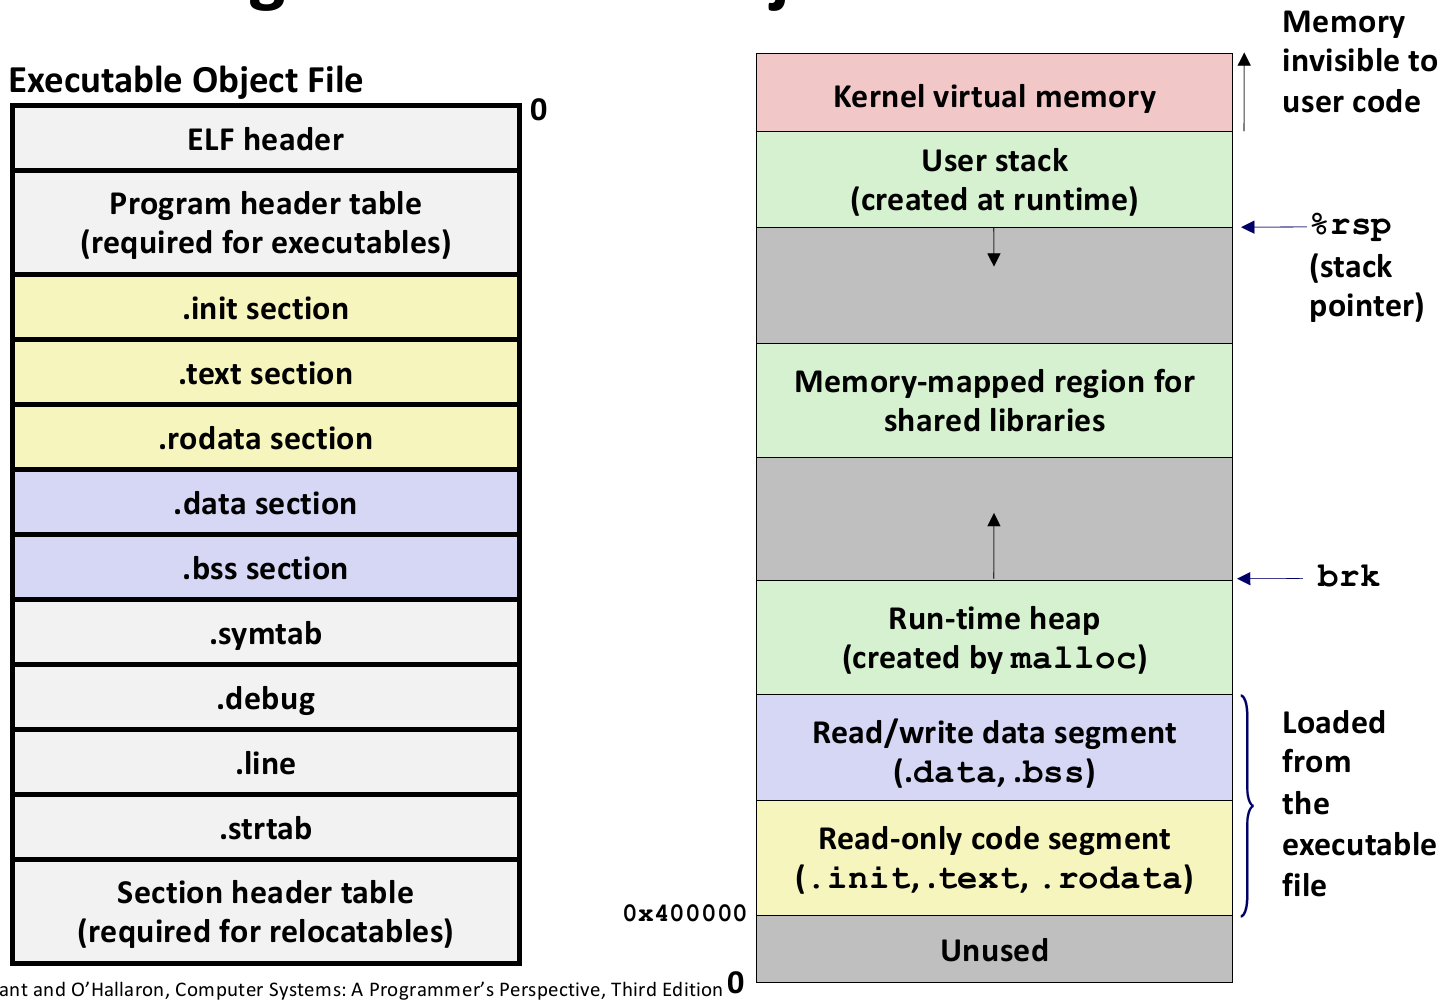 Executable Object File
0
ELF header
Program header table
(required for executables)
.init section
.text section
.rodata section
.data section
.bss section
.symtab
.debug
.line
.strtab
Section header table
(required for relocatables)
Kernel virtual memory
User stack
(created at runtime)
Memory-mapped region for
shared libraries
Run-time heap
(created by malloc)
Read/write data segment
(.data, .bss)
Read-only code segment
(.init, .text, .rodata)
Unused
Memory
invisible to
user code
%rsp
(stack
pointer)
brk
Loaded
from
the
executable
file
0x400000
0
and O’Hallaron, Computer Systems: A Programmer’s Perspective, Third Edition